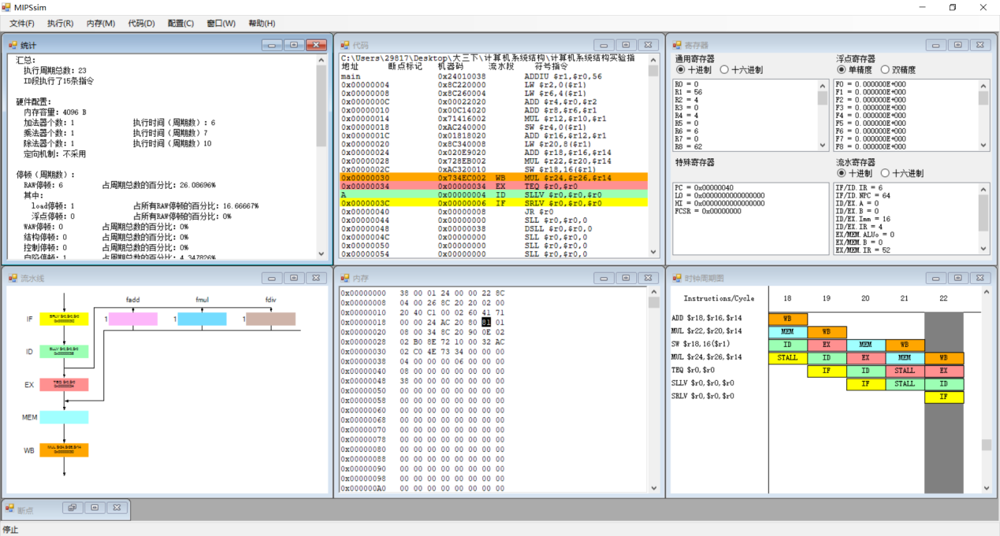 MIPSsim
文件(F) 执行(R) 内存(M) 代码(D) 配置(C) 窗口(W) 帮助(H)
统计
汇总:
执行周期总数: 23
ID段执行了15条指令
硬件配置:
内存容量: 4096 B
加法器个数: 1 执行时间(周期数): 6
乘法器个数: 1 执行时间(周期数) 7
除法器个数: 1 执行时间(周期数) 10
定向机制: 不采用
停顿(周期数):
RAW停顿: 6 占周期总数的百分比: 26.08696%
其中:
load停顿: 1 占所有RAW停顿的百分比: 16.66667%
浮点停顿: 0 占所有RAW停顿的百分比: 0%
WAW停顿: 0 占周期总数的百分比: 0%
结构停顿: 0 占周期总数的百分比: 0%
控制停顿: 0 占周期总数的百分比: 0%
自陷停顿: 1 占周期总数的百分比: 4.347826%
代码
C:\Users\29817\Desktop\大三下\计算机系统结构\计算机系统结构实验指
地址 断点标记 机器码 流水段 符号指令
main 0x24010038 ADDIU $r1,$r0,56
0x00000004 0x8C220000 LW $r2,0($r1)
0x00000008 0x8C260004 LW $r6,4($r1)
0x0000000C 0x00022020 ADD $r4,$r0,$r2
0x00000010 0x00C14020 ADD $r8,$r6,$r1
0x00000014 0x71416002 MUL $r12,$r10,$r1
0x00000018 0xAC240000 SW $r4,0($r1)
0x0000001C 0x01818020 ADD $r16,$r12,$r1
0x00000020 0x8C340008 LW $r20,8($r1)
0x00000024 0x020E9020 ADD $r18,$r16,$r14
0x00000028 0x728EB002 MUL $r22,$r20,$r14
0x0000002C 0xAC320010 SW $r18,16($r1)
0x00000030 0x734EC002 WB MUL $r24,$r26,$r14
0x00000034 0x00000034 EX TEQ $r0,$r0
A 0x00000004 ID SLLV $r0,$r0,$r0
0x0000003C 0x00000006 IF SRLV $r0,$r0,$r0
0x00000040 0x00000008 JR $r0
0x00000044 0x00000000 SLL $r0,$r0,0
0x00000048 0x00000038 DSLL $r0,$r0,0
0x0000004C 0x00000000 SLL $r0,$r0,0
0x00000050 0x00000000 SLL $r0,$r0,0
0x00000054 0x00000000 SLL $r0,$r0,0
寄存器
通用寄存器 浮点寄存器
十进制 十六进制 单精度 双精度
R0 = 0
R1 = 56
R2 = 4
R3 = 0
R4 = 4
R5 = 0
R6 = 6
R7 = 0
R8 = 62
F0 = 0.000000E+000
F1 = 0.000000E+000
F2 = 0.000000E+000
F3 = 0.000000E+000
F4 = 0.000000E+000
F5 = 0.000000E+000
F6 = 0.000000E+000
F7 = 0.000000E+000
F8 = 0.000000E+000
特殊寄存器 流水寄存器
十进制 十六进制
PC = 0x00000040
LO = 0x0000000000000000
HI = 0x0000000000000000
FCSR = 0x00000000
IF/ID.IR = 6
IF/ID.NPC = 64
ID/EX.A = 0
ID/EX.B = 0
ID/EX.Imm = 16
ID/EX.IR = 4
EX/MEM.ALUo = 0
EX/MEM.B = 0
EX/MEM.IR = 52
流水线
fadd fmul fdiv
IF 1 1 1
ID
EX
MEM
WB
内存
0x00000000 38 00 01 24 00 00 22 8C
0x00000008 04 00 26 8C 20 20 02 00
0x00000010 20 40 C1 00 02 60 41 71
0x00000018 00 00 24 AC 20 80 81 01
0x00000020 08 00 34 8C 20 90 0E 02
0x00000028 02 B0 8E 72 10 00 32 AC
0x00000030 02 C0 4E 73 34 00 00 00
0x00000038 04 00 00 00 06 00 00 00
0x00000040 08 00 00 00 00 00 00 00
0x00000048 38 00 00 00 00 00 00 00
0x00000050 00 00 00 00 00 00 00 00
0x00000058 00 00 00 00 00 00 00 00
0x00000060 00 00 00 00 00 00 00 00
0x00000068 00 00 00 00 00 00 00 00
0x00000070 00 00 00 00 00 00 00 00
0x00000078 00 00 00 00 00 00 00 00
0x00000080 00 00 00 00 00 00 00 00
0x00000088 00 00 00 00 00 00 00 00
0x00000090 00 00 00 00 00 00 00 00
0x00000098 00 00 00 00 00 00 00 00
0x000000A0 00 00 00 00 00 00 00 00
时钟周期图
Instructions/Cycle 18 19 20 21 22
ADD $r18,$r16,$r14 WB
MUL $r22,$r20,$r14 MEM WB
SW $r18,16($r1) ID EX MEM WB
MUL $r24,$r26,$r14 STALL ID EX MEM WB
TEQ $r0,$r0 IF ID STALL EX
SLLV $r0,$r0,$r0 IF STALL ID
SRLV $r0,$r0,$r0 IF
断点
停止